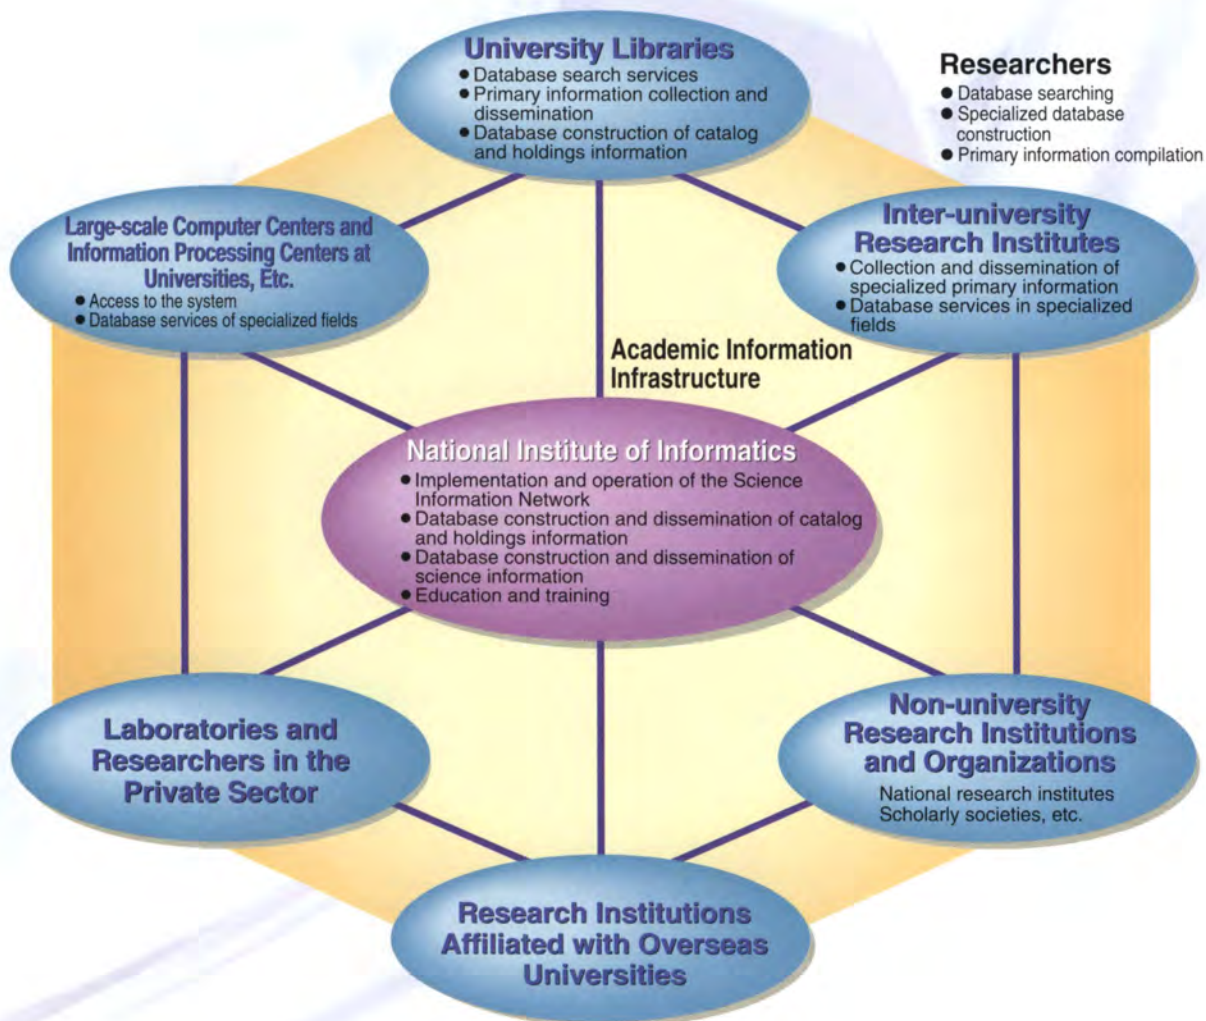 University Libraries
● Database search services
● Primary information collection and
dissemination
● Database construction of catalog
and holdings information
Researchers
● Database searching
● Specialized database
construction
● Primary information compilation
Large-scale Computer Centers and
Information Processing Centers at
Universities, Etc.
● Access to the system
● Database services of specialized fields
Inter-university
Research Institutes
● Collection and dissemination of
specialized primary information
● Database services in specialized
fields
Academic Information
Infrastructure
National Institute of Informatics
● Implementation and operation of the Science
Information Network
● Database construction and dissemination of catalog
and holdings information
● Database construction and dissemination of
science information
● Education and training
Laboratories and
Researchers in the
Private Sector
Non-university
Research Institutions
and Organizations
National research institutes
Scholarly societies, etc.
Research Institutions
Affiliated with Overseas
Universities